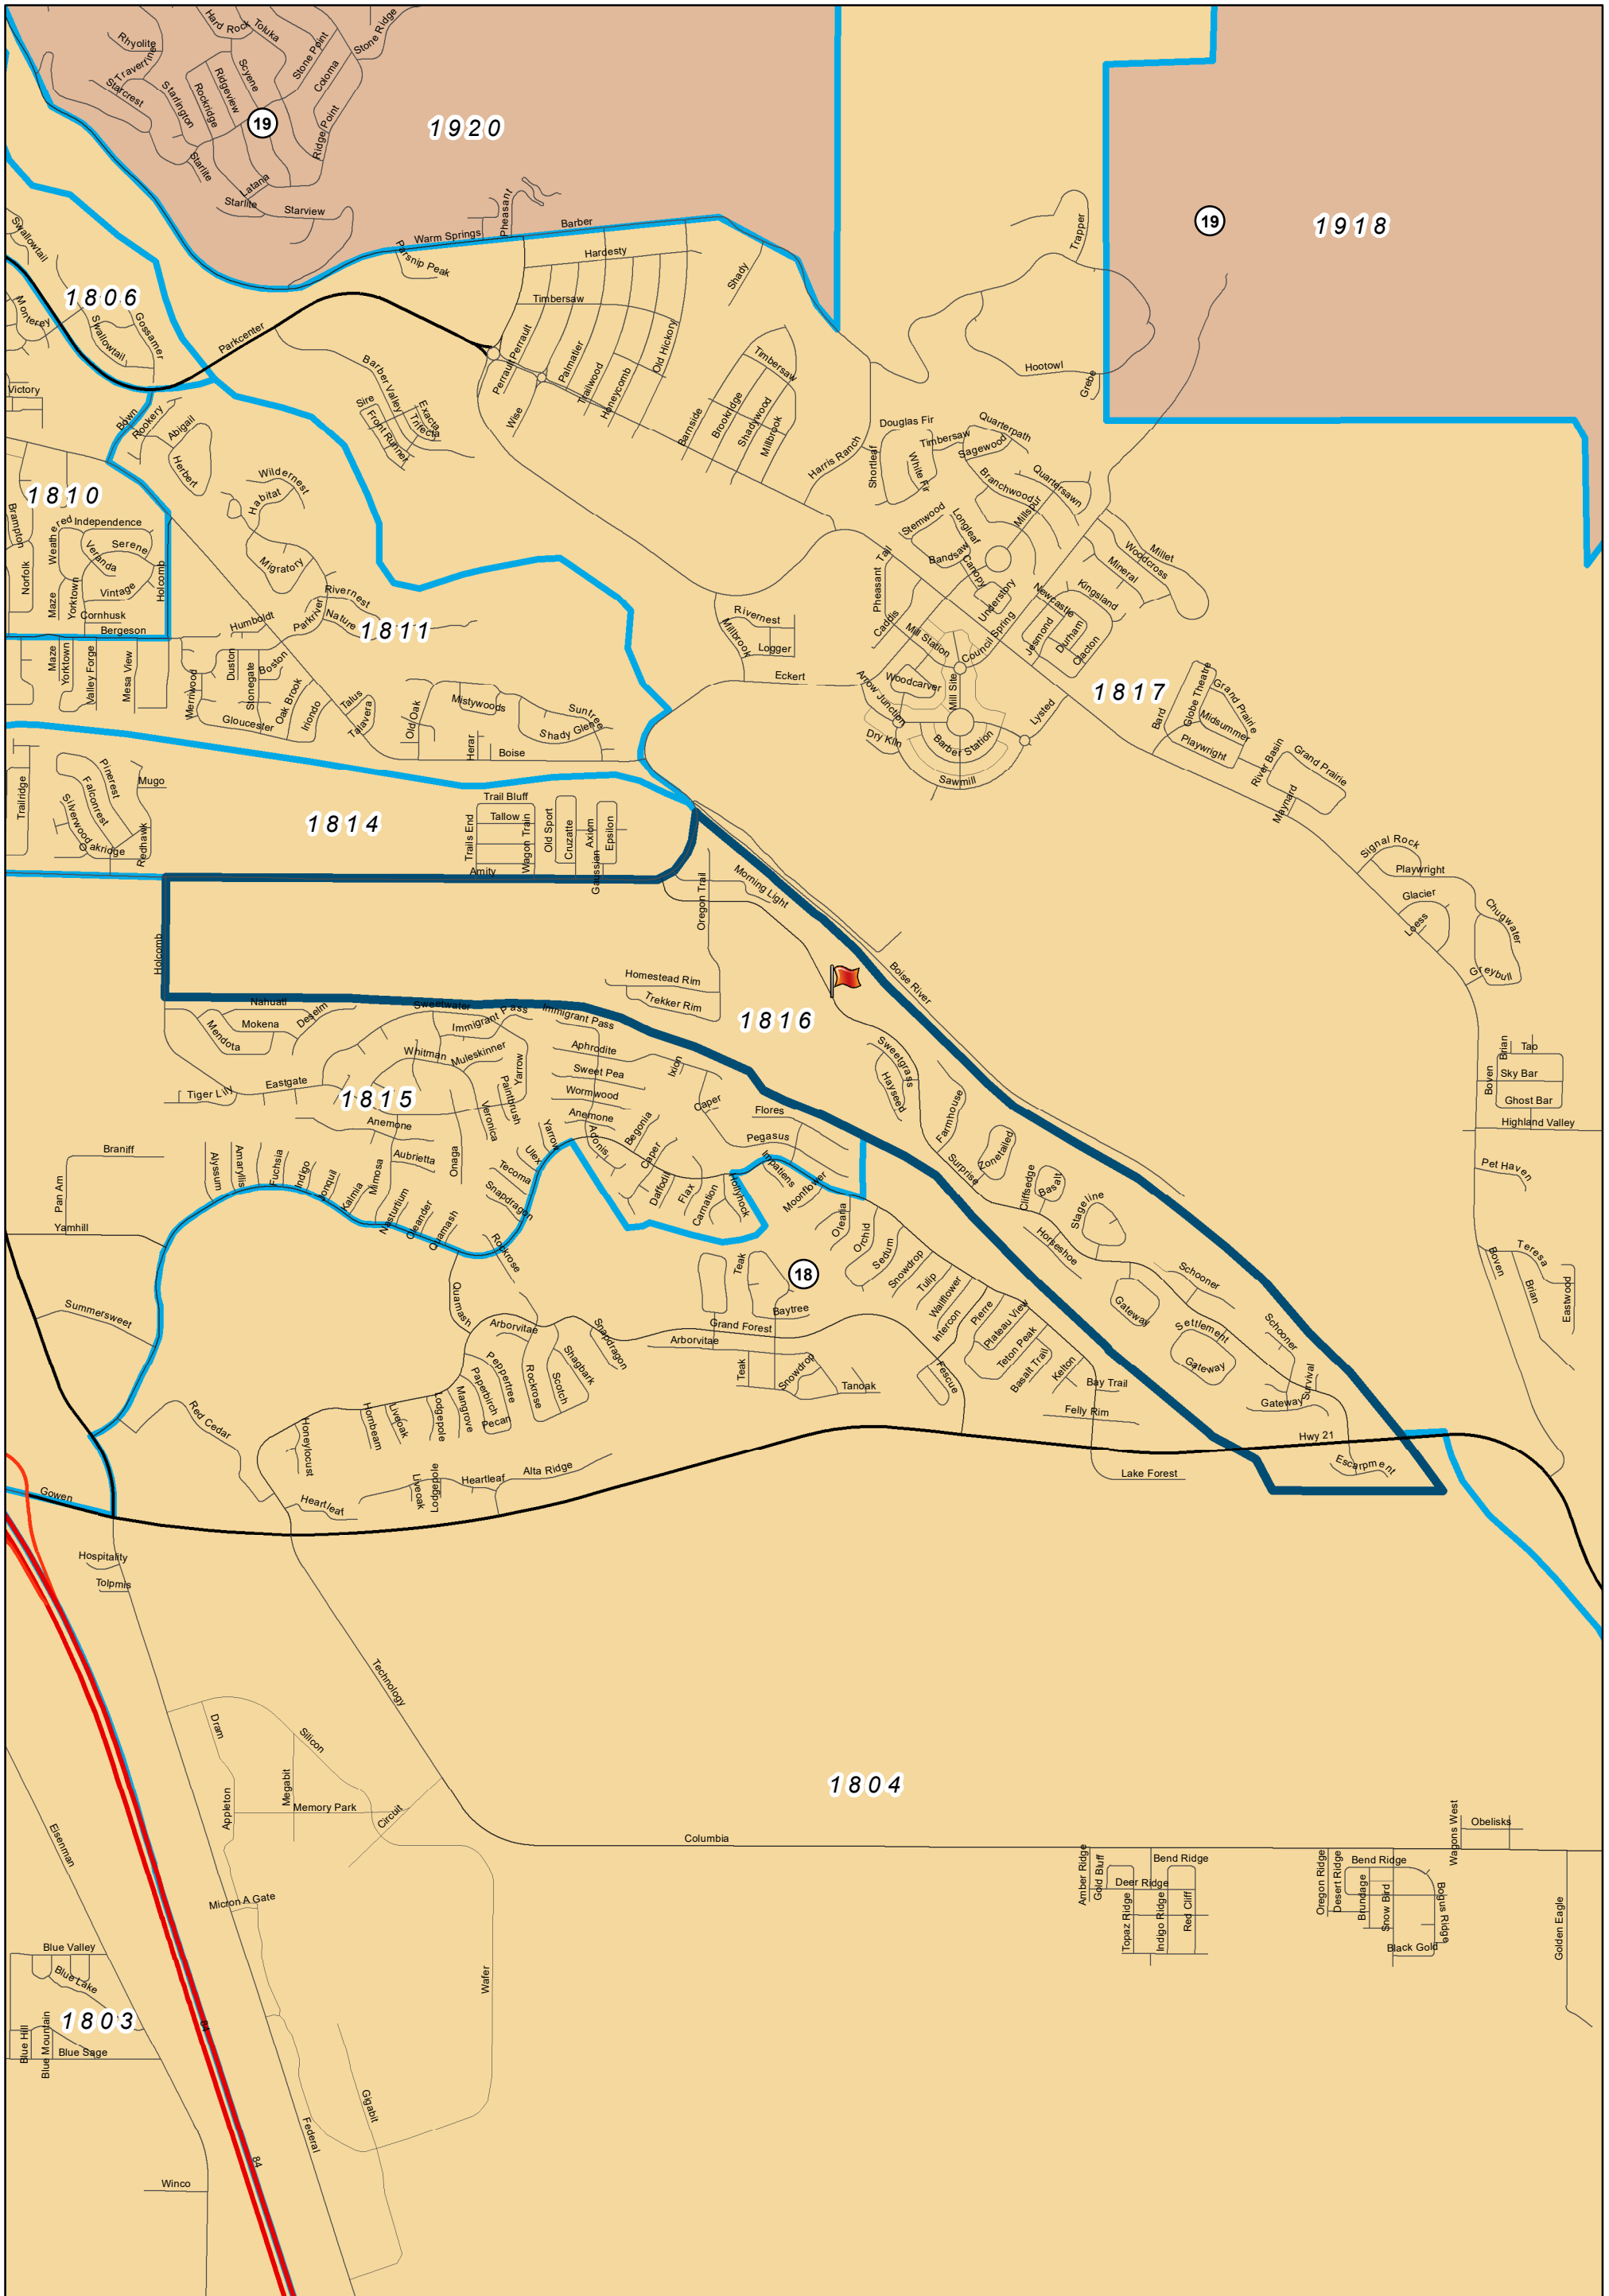 Hard Rock
Toluka
Stone Ridge
Rhyolite
Travertine
Scyene
Stone Point
Coloma
Starcrest
Starlington
Rockridge
Ridgeview
19
1920
Ridge Point
Starlite
Latana
Starlite
Starview
Pheasant
Warm Springs
Barber
Trapper
19
1918
Swallowtail
Parsnip Peak
Hardesty
Shady
1806
Monterey
Swallowtail
Gossamer
Timbersaw
Parkcenter
Perrault
Perrault
Palmatier
Trailwood
Honeycomb
Old Hickory
Timbersaw
Barber Valley
Hootowl
Grebe
Victory
Sire
Front Runner
Exacta
Trifecta
Wise
Barnside
Brookridge
Shadywood
Millbrook
Bown
Rookery
Abigail
Herbert
Harris Ranch
Douglas Fir
Timbersaw
Quarterpath
Sagewood
Shortleaf
White Fir
Branchwood
Quartersawn
Millspur
1810
Brampton
Wildernest
Habitat
Weathered
Independence
Veranda
Serene
Stemwood
Longleaf
Bandsaw
Canopy
Millet
Woodcross
Mineral
Norfolk
Maze
Yorktown
Vintage
Holcomb
Migratory
Pheasant Tail
Understory
Newcastle
Kingsland
Cornhusk
Bergeson
Humboldt
Parkriver
Rivernest
Nature
1811
Rivernest
Millbrook
Logger
Caddis
Mill Station
Council Spring
Jesmond
Durham
Clacton
Maze
Yorktown
Valley Forge
Mesa View
Merriwood
Duston
Stonegate
Boston
Oak Brook
Iriondo
Gloucester
Talus
Talavera
Old Oak
Mistywoods
Suntree
Shady Glen
Herar
Boise
Eckert
Arrow Junction
Woodcarver
Mill Site
Dry Kiln
Barber Station
Sawmill
Lysted
1817
Bard
Globe Theatre
Grand Prairie
Midsummer
Playwright
River Basin
Grand Prairie
Maynard
Trailridge
Pinerest
Falconrest
Silverwood
Mugo
Oakridge
Redhawk
1814
Trail Bluff
Tallow
Trails End
Wagon Train
Old Sport
Cruzatte
Axiom
Epsilon
Gaussian
Amity
Morning Light
Oregon Trail
Signal Rock
Playwright
Glacier
Loess
Chugwater
Greybull
Holcomb
Homestead Rim
Trekker Rim
Boise River
1816
Nahuatl
Mokena
Deselm
Mendota
Sweetwater
Immigrant Pass
Immigrant Pass
Whitman
Muleskinner
Yarrow
Aphrodite
Ixion
Sweet Pea
Wormwood
Anemone
Caper
Flores
Pegasus
Sweetgrass
Hayseed
Farmhouse
Brian
Tao
Sky Bar
Boven
Ghost Bar
Highland Valley
Tiger Lily
Eastgate
1815
Anemone
Veronica
Paintbrush
Yarrow
Adonis
Begonia
Caper
Impatiens
Moonflower
Surprise
Zonetailed
Cliffsedge
Basalt
Stageline
Pet Haven
Braniff
Pan Am
Alyssum
Amaryllis
Fuchsia
Indigo
Jonquil
Kalmia
Mimosa
Aubrietta
Onaga
Ulex
Tecoma
Snapdragon
Daffodil
Flax
Carnation
Hollyhock
Olearia
Orchid
Sedum
Yamhill
Nasturtium
Oleander
Quamash
Rockrose
Snowdrop
Tulip
Wallflower
Intercon
Pierre
Plateau View
Teton Peak
Basalt Trail
Kelton
Horseshoe
Schooner
Gateway
Settlement
Schooner
Gateway
Boven
Teresa
Brian
Eastwood
Summersweet
Quamash
Arborvitae
Snapdragon
Teak
18
Baytree
Grand Forest
Arborvitae
Teak
Snowdrop
Tanoak
Fescue
Bay Trail
Felly Rim
Survival
Gateway
Peppertree
Paperbirch
Rockrose
Scotch
Shagbark
Pecan
Mangrove
Lodgepole
Liveoak
Hornbeam
Red Cedar
Honeylocust
Hwy 21
Escarpment
Lake Forest
Liveoak
Lodgepole
Heartleaf
Alta Ridge
Heartleaf
Gowen
Hospitality
Tolpmis
Technology
Dram
Silicon
Megabit
Appleton
Memory Park
Circuit
1804
Columbia
Eisenman
Wagons West
Obelisks
Amber Ridge
Gold Bluff
Bend Ridge
Deer Ridge
Topaz Ridge
Indigo Ridge
Red Cliff
Oregon Ridge
Desert Ridge
Bend Ridge
Brundage
Snow Bird
Bogus Ridge
Black Gold
Golden Eagle
Micron A Gate
Wafer
Blue Valley
Blue Lake
1803
Blue Hill
Blue Mountain
Blue Sage
84
Gigabit
Federal
84
Winco